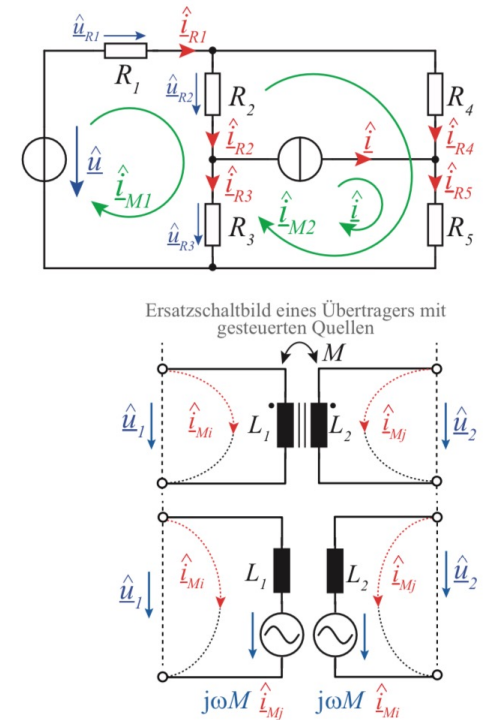 û_R1
î_R1
R_1
û_R2
R_2
R_4
î_R2
î
î_R4
û
î_M1
î_R3
î_R5
û_R3
R_3
î_M2
î
R_5
Ersatzschaltbild eines Übertragers mit
gesteuerten Quellen
M
û_1
î_Mi
L_1
L_2
î_Mj
û_2
û_1
î_Mi
L_1
L_2
î_Mj
û_2
jωM î_Mj
jωM î_Mi